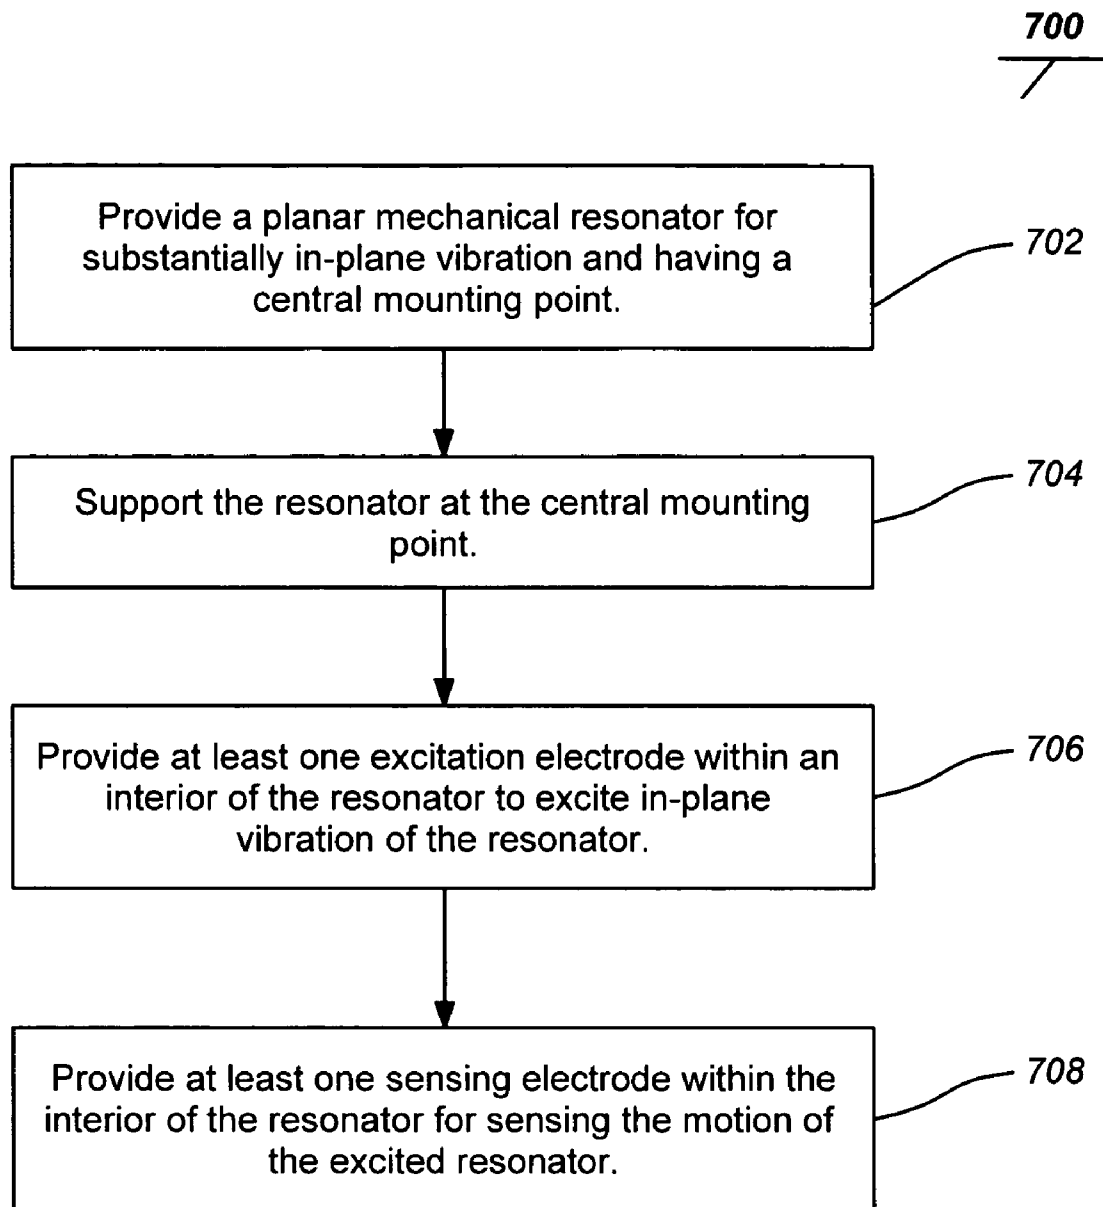 700
Provide a planar mechanical resonator for
substantially in-plane vibration and having a
central mounting point.
702
Support the resonator at the central mounting
point.
704
Provide at least one excitation electrode within an
interior of the resonator to excite in-plane
vibration of the resonator.
706
Provide at least one sensing electrode within the
interior of the resonator for sensing the motion of
the excited resonator.
708